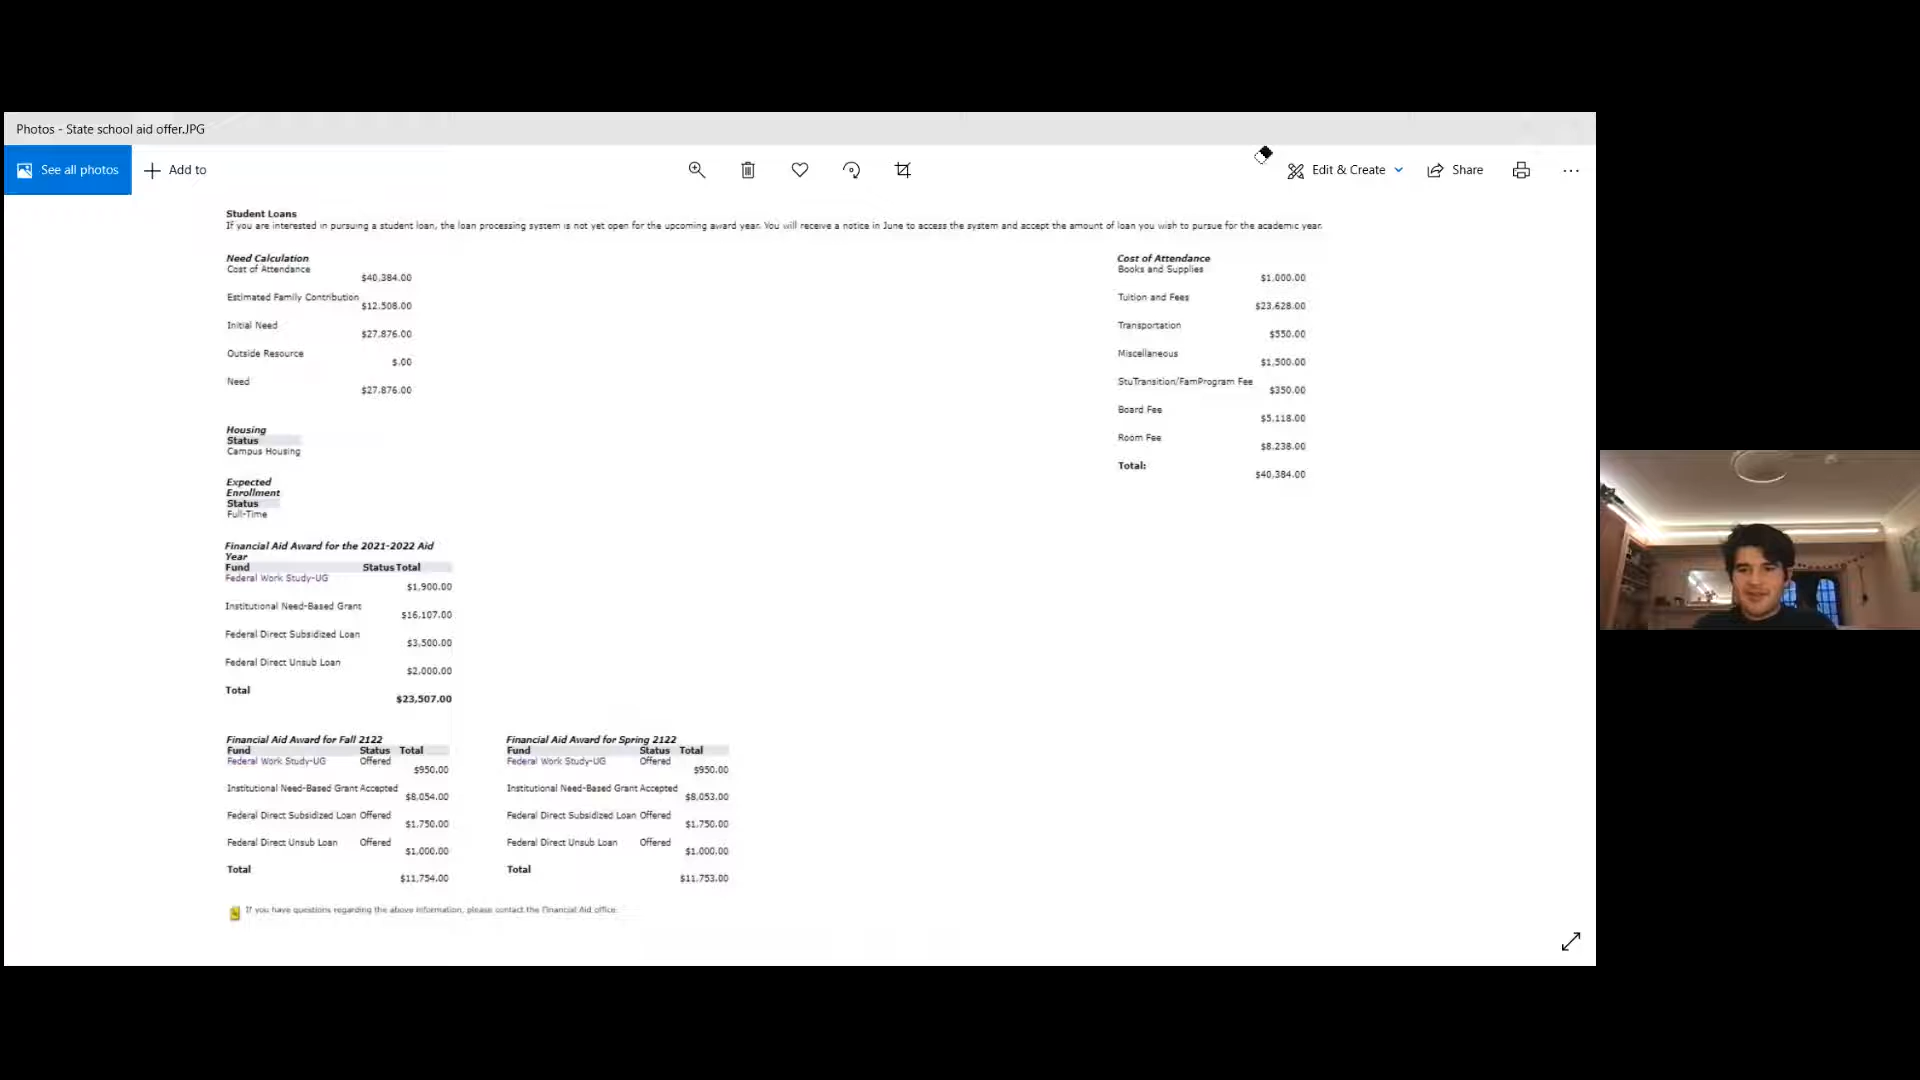 Photos - State school aid offer.JPG
See all photos
Add to
Edit & Create
Share
Student Loans
If you are interested in pursuing a student loan, the loan processing system is not yet open for the upcoming award year. You will receive a notice in June to access the system and accept the amount of loan you wish to pursue for the academic year.
Need Calculation
Cost of Attendance
$40,384.00
Estimated Family Contribution
$12,508.00
Initial Need
$27,876.00
Outside Resource
$.00
Need
$27,876.00
Cost of Attendance
Books and Supplies
$1,000.00
Tuition and Fees
$23,628.00
Transportation
$550.00
Miscellaneous
$1,500.00
StuTransition/FamProgram Fee
$350.00
Board Fee
$5,118.00
Room Fee
$8,238.00
Total:
$40,384.00
Housing
Status
Campus Housing
Expected
Enrollment
Status
Full-Time
Financial Aid Award for the 2021-2022 Aid
Year
Fund Status Total
Federal Work Study-UG
$1,900.00
Institutional Need-Based Grant
$16,107.00
Federal Direct Subsidized Loan
$3,500.00
Federal Direct Unsub Loan
$2,000.00
Total
$23,507.00
Financial Aid Award for Fall 2122
Fund Status Total
Federal Work Study-UG Offered
$950.00
Institutional Need-Based Grant Accepted
$8,054.00
Federal Direct Subsidized Loan Offered
$1,750.00
Federal Direct Unsub Loan Offered
$1,000.00
Total
$11,754.00
Financial Aid Award for Spring 2122
Fund Status Total
Federal Work Study-UG Offered
$950.00
Institutional Need-Based Grant Accepted
$8,053.00
Federal Direct Subsidized Loan Offered
$1,750.00
Federal Direct Unsub Loan Offered
$1,000.00
Total
$11,753.00
If you have questions regarding the above information, please contact the Financial Aid office.